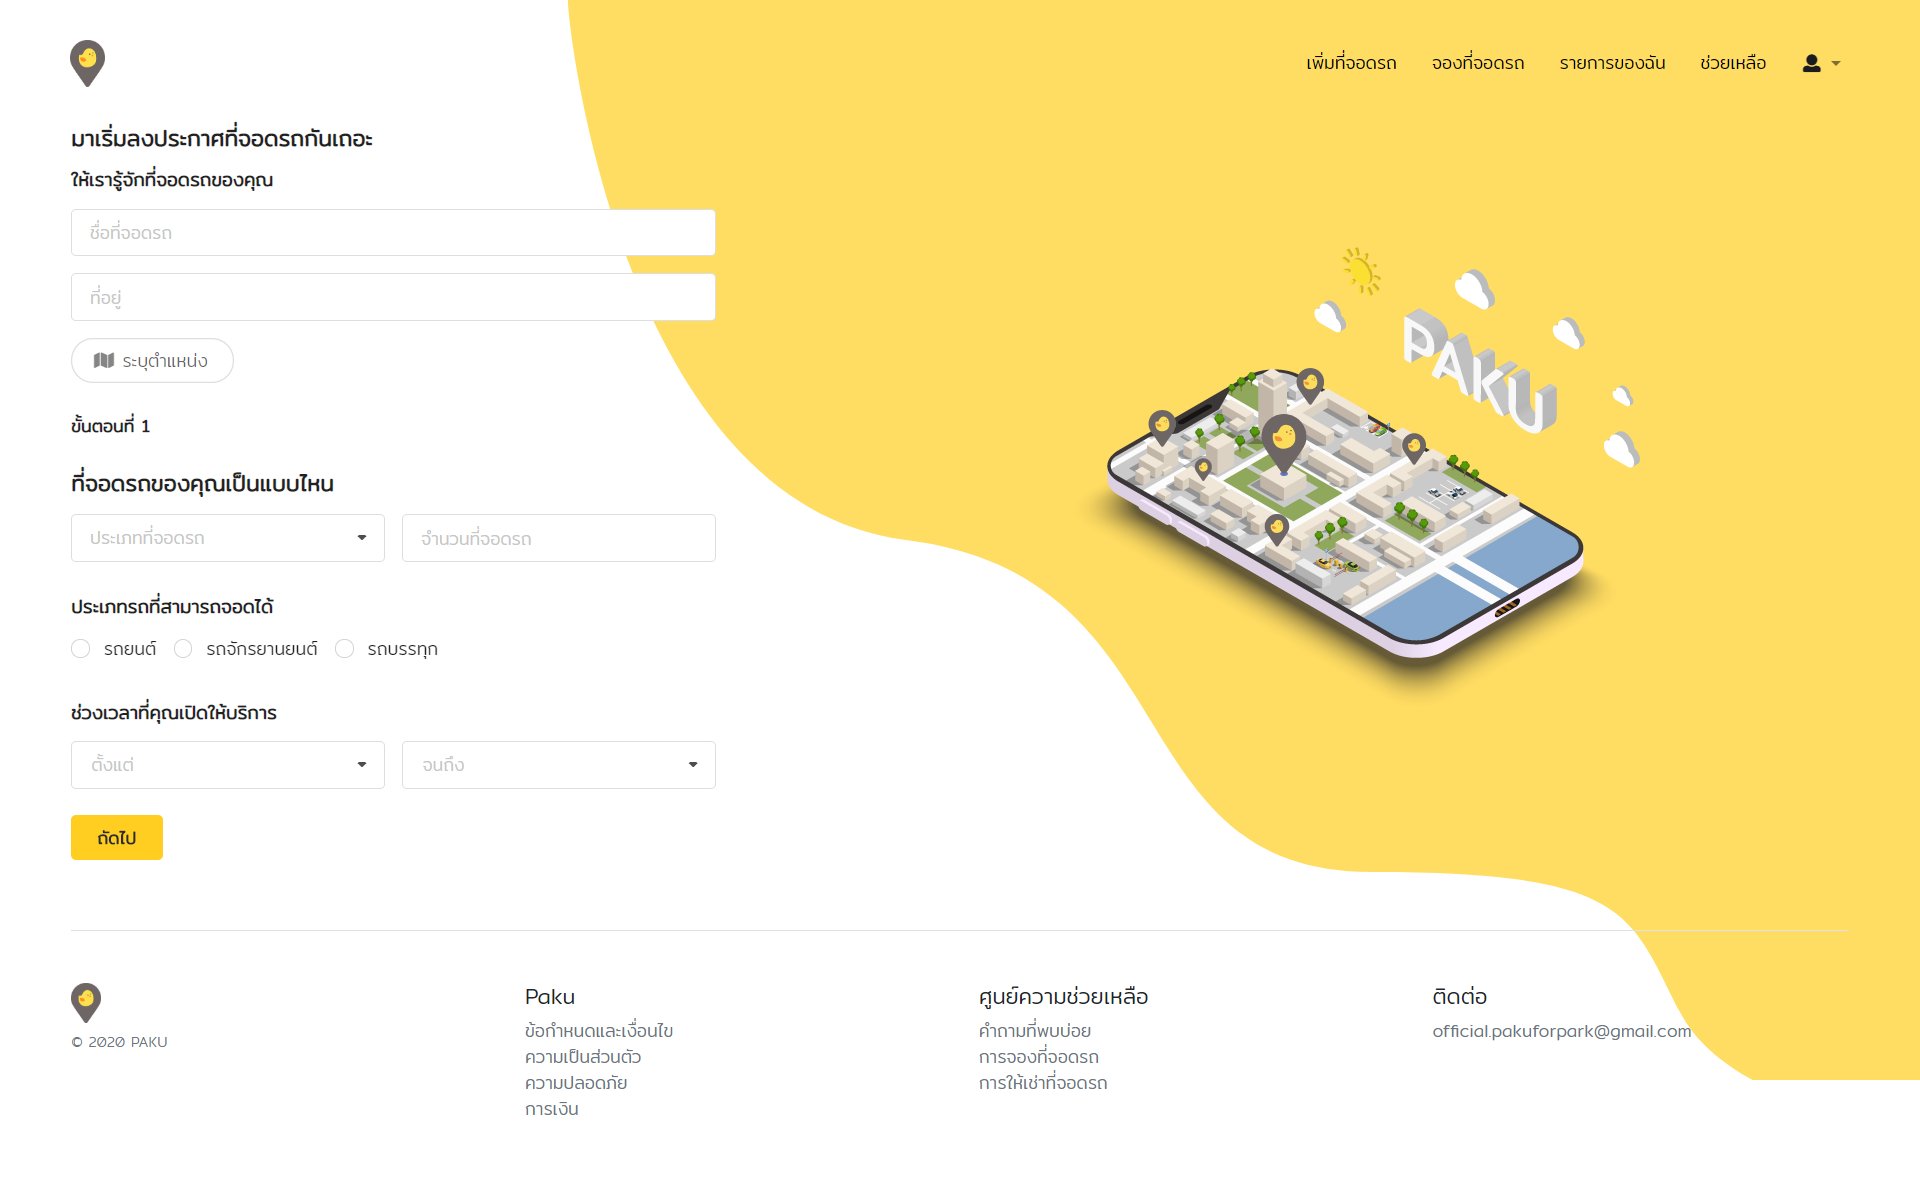 เพิ่มที่จอดรถ จองที่จอดรถ รายการของฉัน ช่วยเหลือ
มาเริ่มลงประกาศที่จอดรถกันเถอะ
ให้เรารู้จักที่จอดรถของคุณ
ชื่อที่จอดรถ
ที่อยู่
ระบุตำแหน่ง
ขั้นตอนที่ 1
ที่จอดรถของคุณเป็นแบบไหน
ประเภทที่จอดรถ จำนวนที่จอดรถ
ประเภทรถที่สามารถจอดได้
รถยนต์ รถจักรยานยนต์ รถบรรทุก
ช่วงเวลาที่คุณเปิดให้บริการ
ตั้งแต่ จนถึง
ถัดไป
PAKU
© 2020 PAKU
Paku
ข้อกำหนดและเงื่อนไข
ความเป็นส่วนตัว
ความปลอดภัย
การเงิน
ศูนย์ความช่วยเหลือ
คำถามที่พบบ่อย
การจองที่จอดรถ
การให้เช่าที่จอดรถ
ติดต่อ
official.pakuforpark@gmail.com